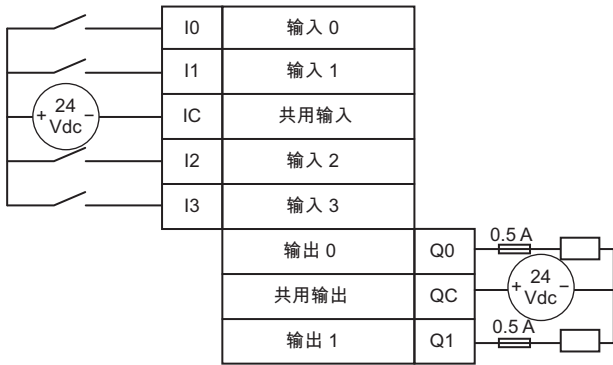 I0 输入 0
I1 输入 1
+ 24 Vdc − IC 共用输入
I2 输入 2
I3 输入 3
输出 0 Q0 0.5 A
共用输出 QC + 24 Vdc −
输出 1 Q1 0.5 A